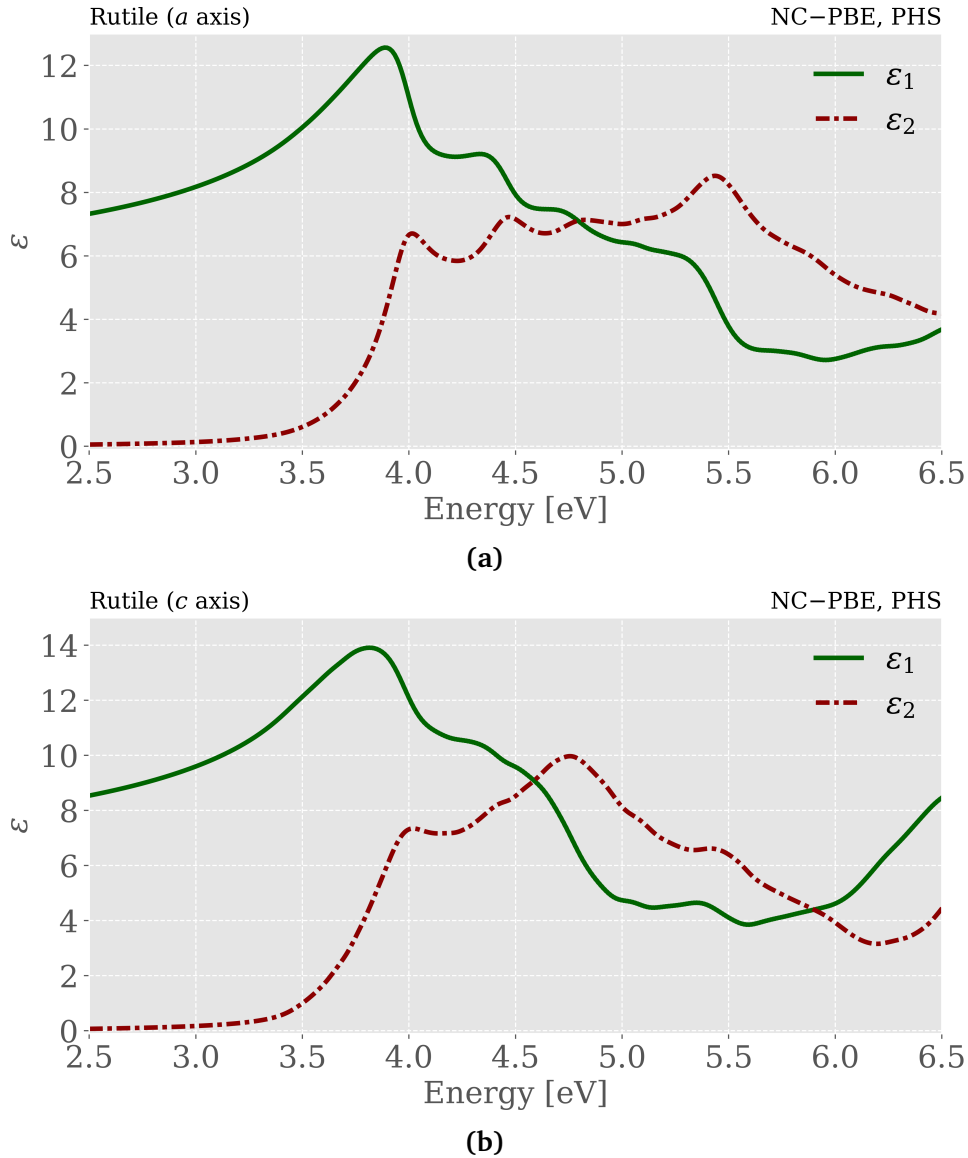 Rutile (a axis) NC−PBE, PHS
12
10
8
6
4
2
0
ε
ε₁
ε₂
2.5 3.0 3.5 4.0 4.5 5.0 5.5 6.0 6.5
Energy [eV]
(a)
Rutile (c axis) NC−PBE, PHS
14
12
10
8
6
4
2
0
ε
ε₁
ε₂
2.5 3.0 3.5 4.0 4.5 5.0 5.5 6.0 6.5
Energy [eV]
(b)